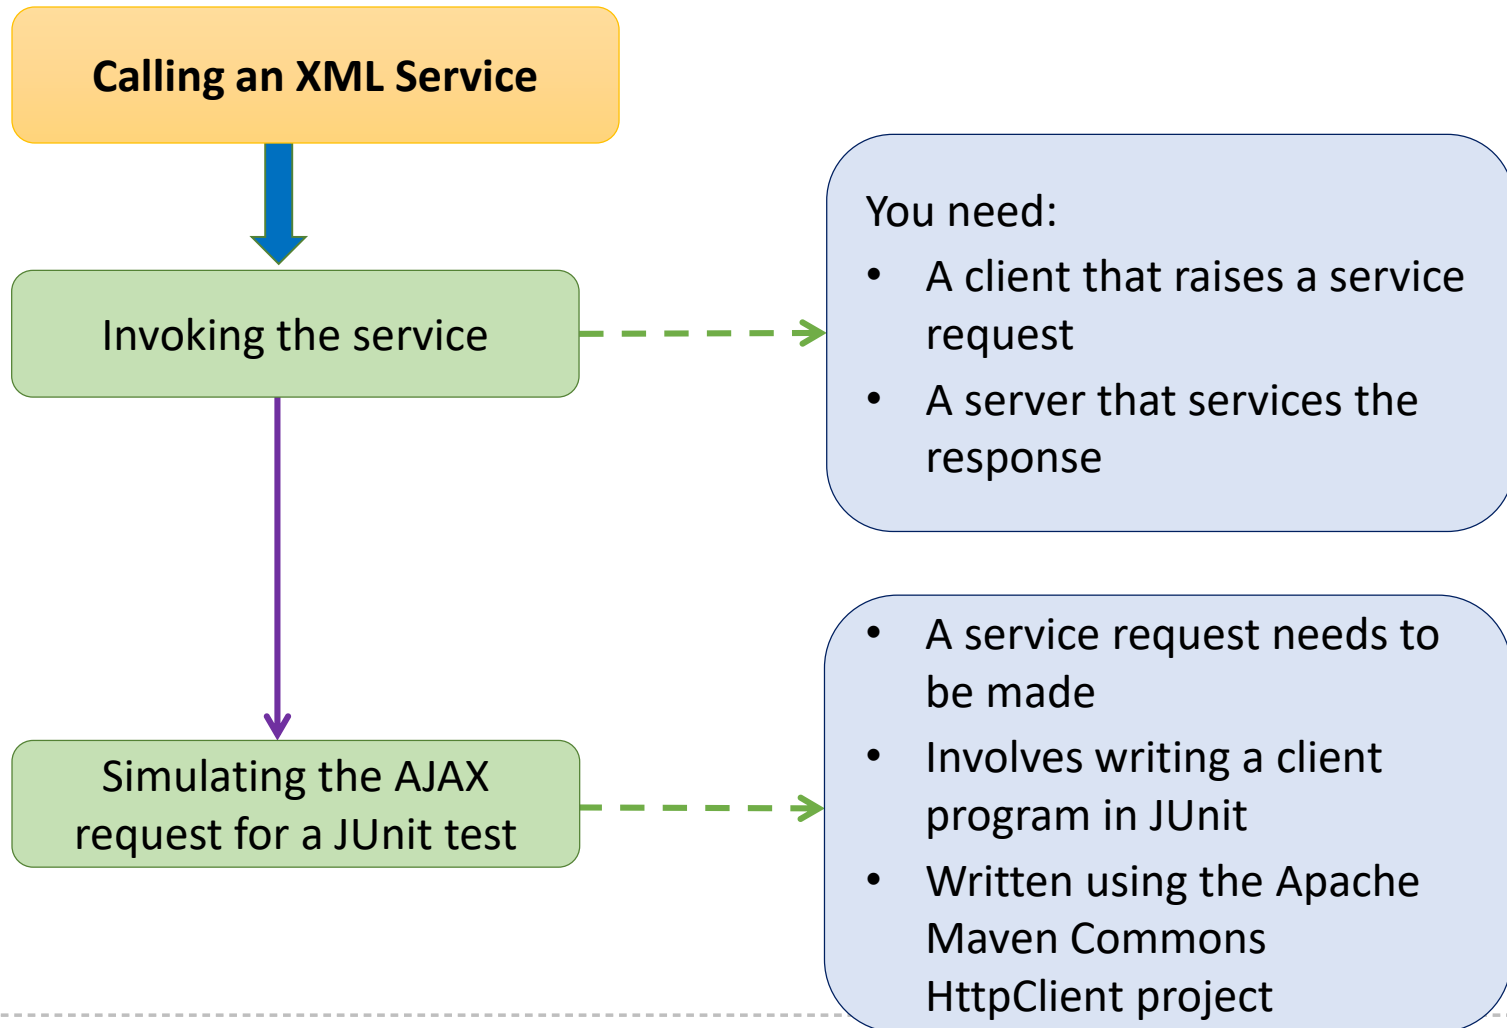 Calling an XML Service
Invoking the service
You need:
• A client that raises a service
request
• A server that services the
response
Simulating the AJAX
request for a JUnit test
• A service request needs to
be made
• Involves writing a client
program in JUnit
• Written using the Apache
Maven Commons
HttpClient project